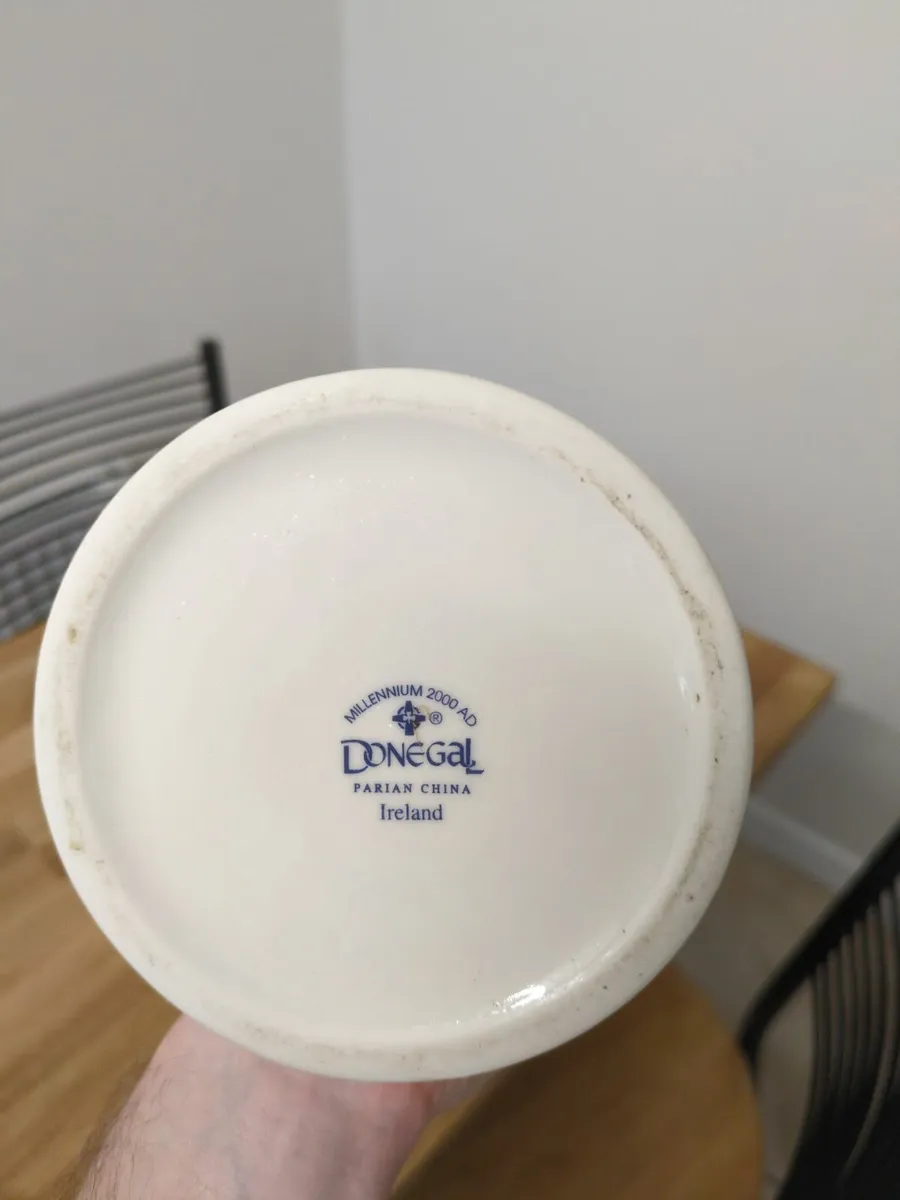 MILLENNIUM 2000 AD
®
DONEGAL
PARIAN CHINA
Ireland